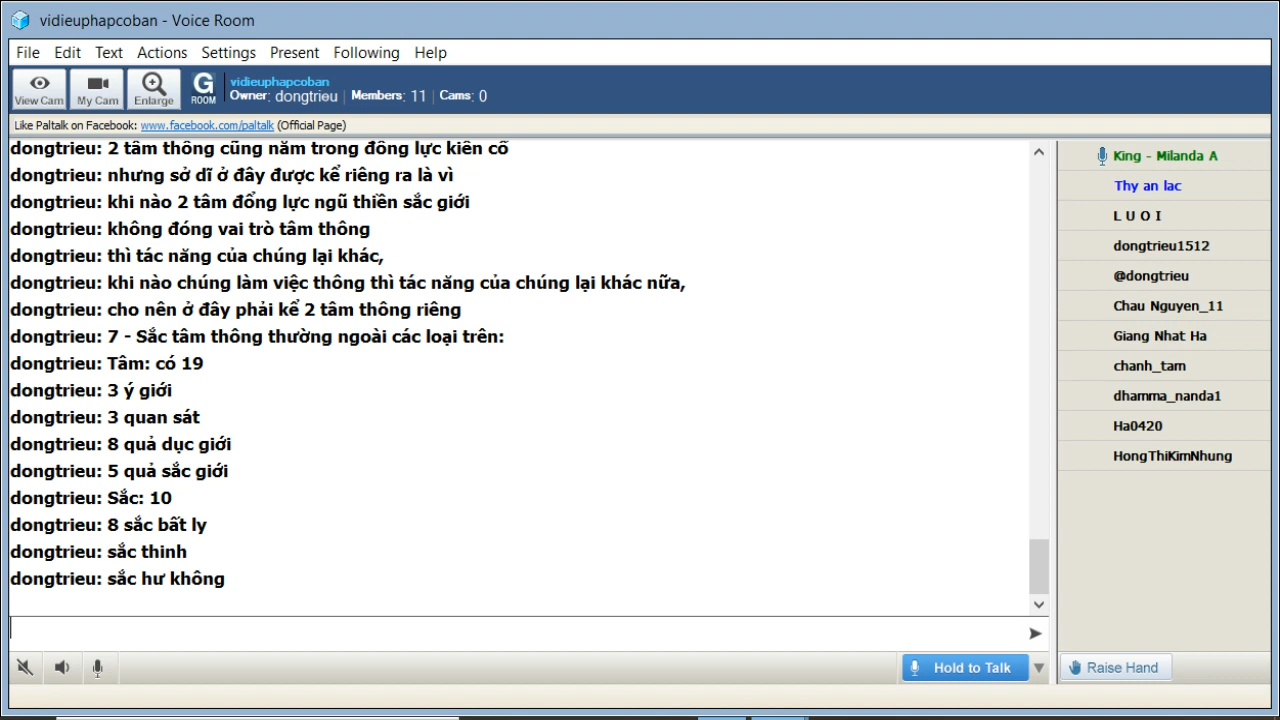 vidieuphapcoban - Voice Room
File Edit Text Actions Settings Present Following Help
View Cam My Cam Enlarge G ROOM
vidieuphapcoban
Owner: dongtrieu | Members: 11 | Cams: 0
Like Paltalk on Facebook: www.facebook.com/paltalk (Official Page)
dongtrieu: 2 tâm thông cũng năm trong đông lực kiên cố
dongtrieu: nhưng sở dĩ ở đây được kể riêng ra là vì
dongtrieu: khi nào 2 tâm đổng lực ngũ thiền sắc giới
dongtrieu: không đóng vai trò tâm thông
dongtrieu: thì tác năng của chúng lại khác,
dongtrieu: khi nào chúng làm việc thông thì tác năng của chúng lại khác nữa,
dongtrieu: cho nên ở đây phải kể 2 tâm thông riêng
dongtrieu: 7 - Sắc tâm thông thường ngoài các loại trên:
dongtrieu: Tâm: có 19
dongtrieu: 3 ý giới
dongtrieu: 3 quan sát
dongtrieu: 8 quả dục giới
dongtrieu: 5 quả sắc giới
dongtrieu: Sắc: 10
dongtrieu: 8 sắc bất ly
dongtrieu: sắc thinh
dongtrieu: sắc hư không
King - Milanda A
Thy an lac
L U O I
dongtrieu1512
@dongtrieu
Chau Nguyen_11
Giang Nhat Ha
chanh_tam
dhamma_nanda1
Ha0420
HongThiKimNhung
Hold to Talk
Raise Hand